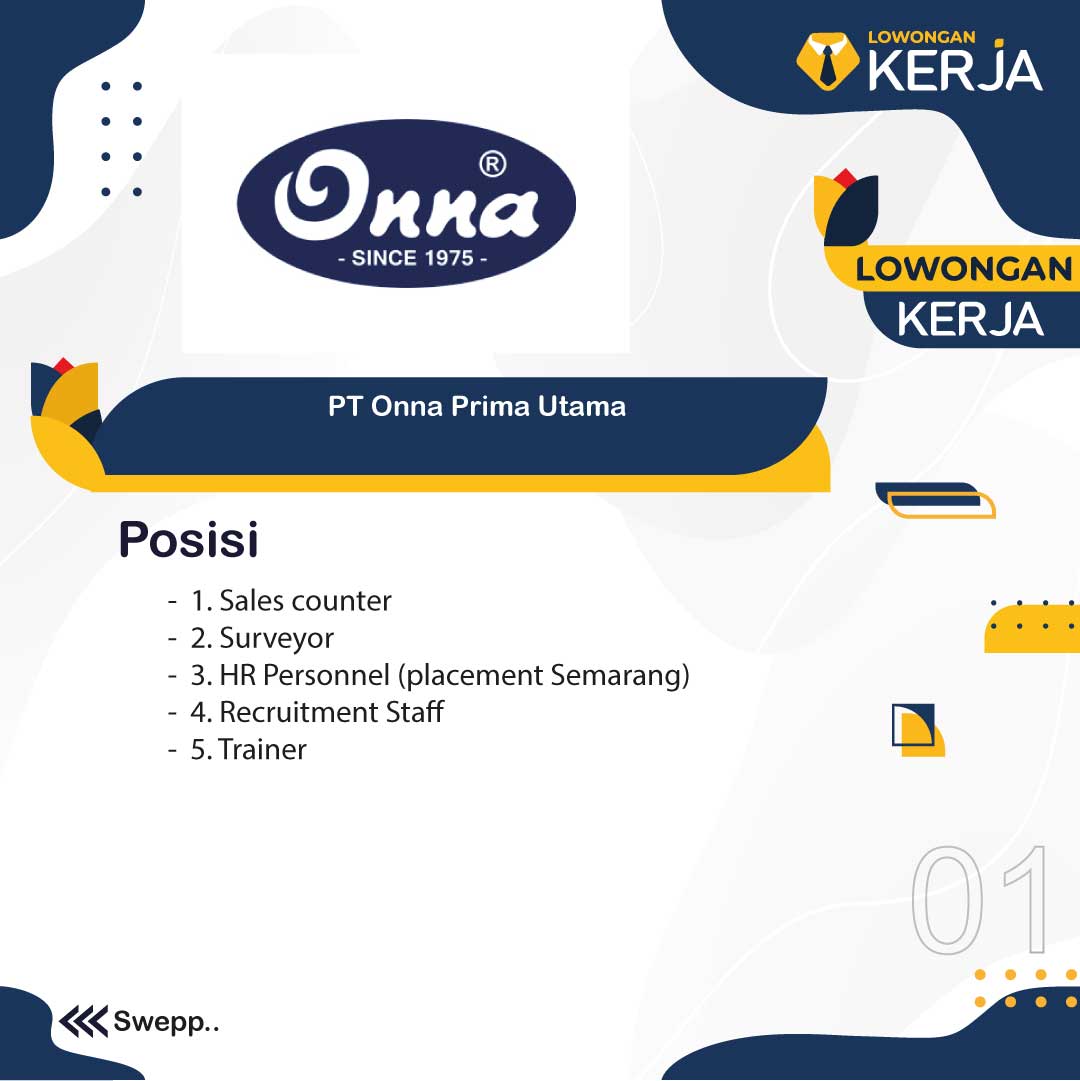 LOWONGAN
KERJA
Onna ®
- SINCE 1975 -
LOWONGAN
KERJA
PT Onna Prima Utama
Posisi
- 1. Sales counter
- 2. Surveyor
- 3. HR Personnel (placement Semarang)
- 4. Recruitment Staff
- 5. Trainer
01
Swepp..